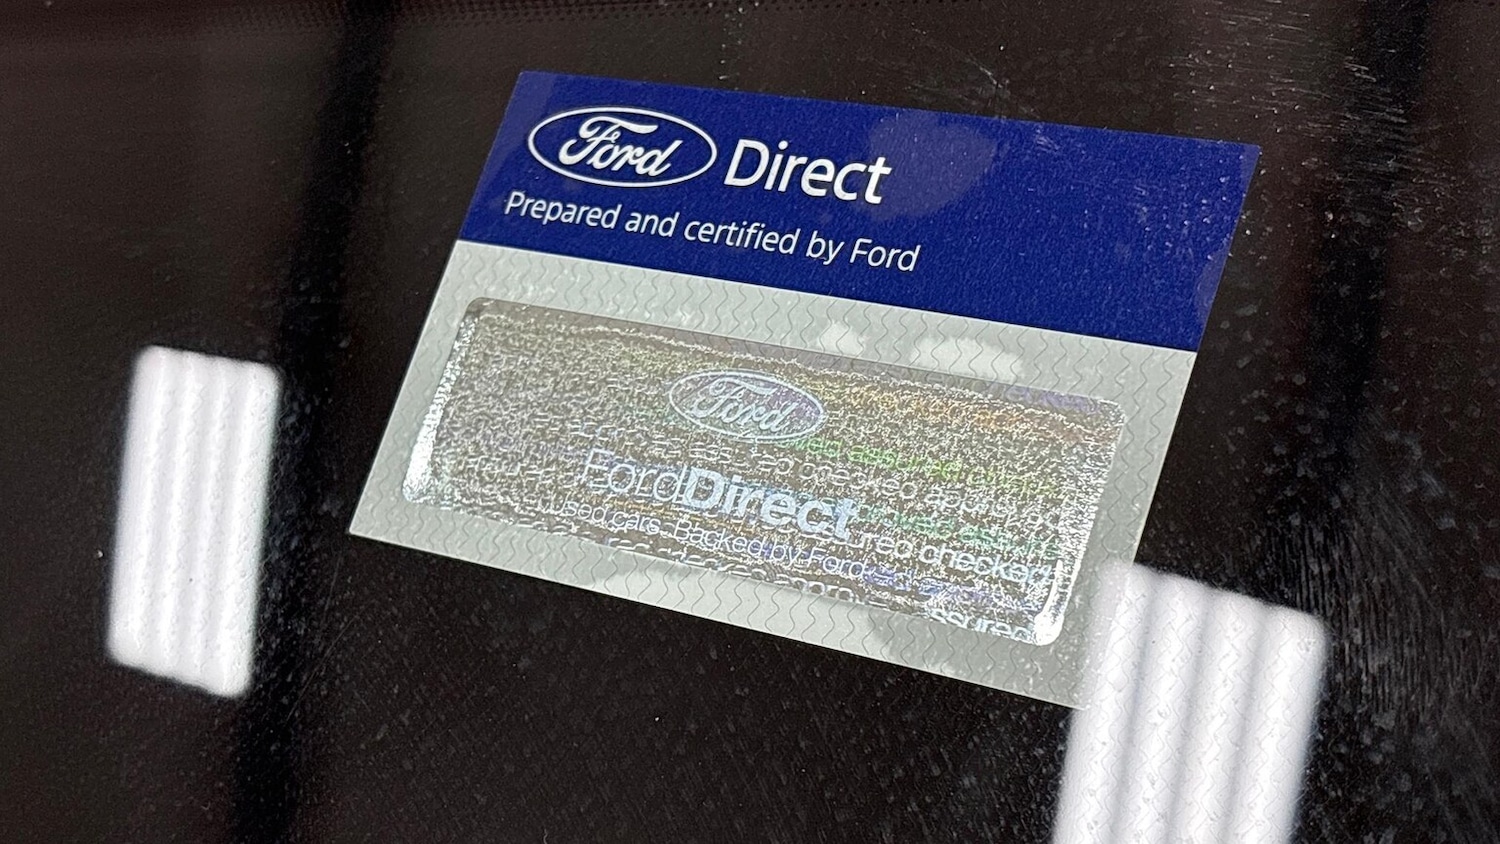 Ford Direct
Prepared and certified by Ford
Ford
FordDirect
Used cars. Backed by Ford